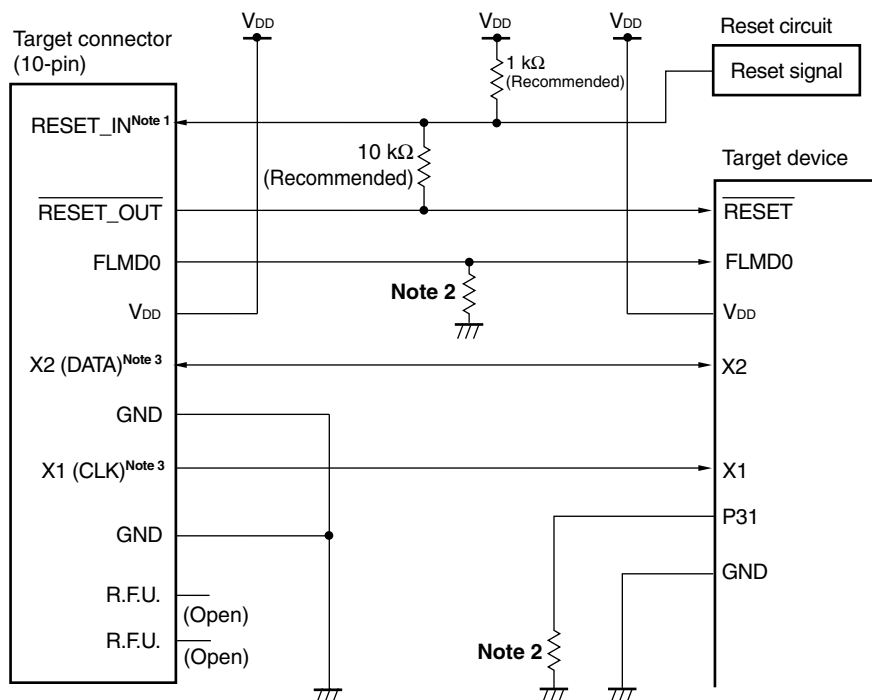 VDD
VDD
VDD
Target connector
(10-pin)
Reset circuit
Reset signal
1 kΩ
(Recommended)
RESET_INNote 1
10 kΩ
(Recommended)
Target device
RESET_OUT
RESET
FLMD0
FLMD0
Note 2
VDD
VDD
X2 (DATA)Note 3
X2
GND
X1 (CLK)Note 3
X1
P31
GND
GND
R.F.U.
(Open)
R.F.U.
(Open)
Note 2